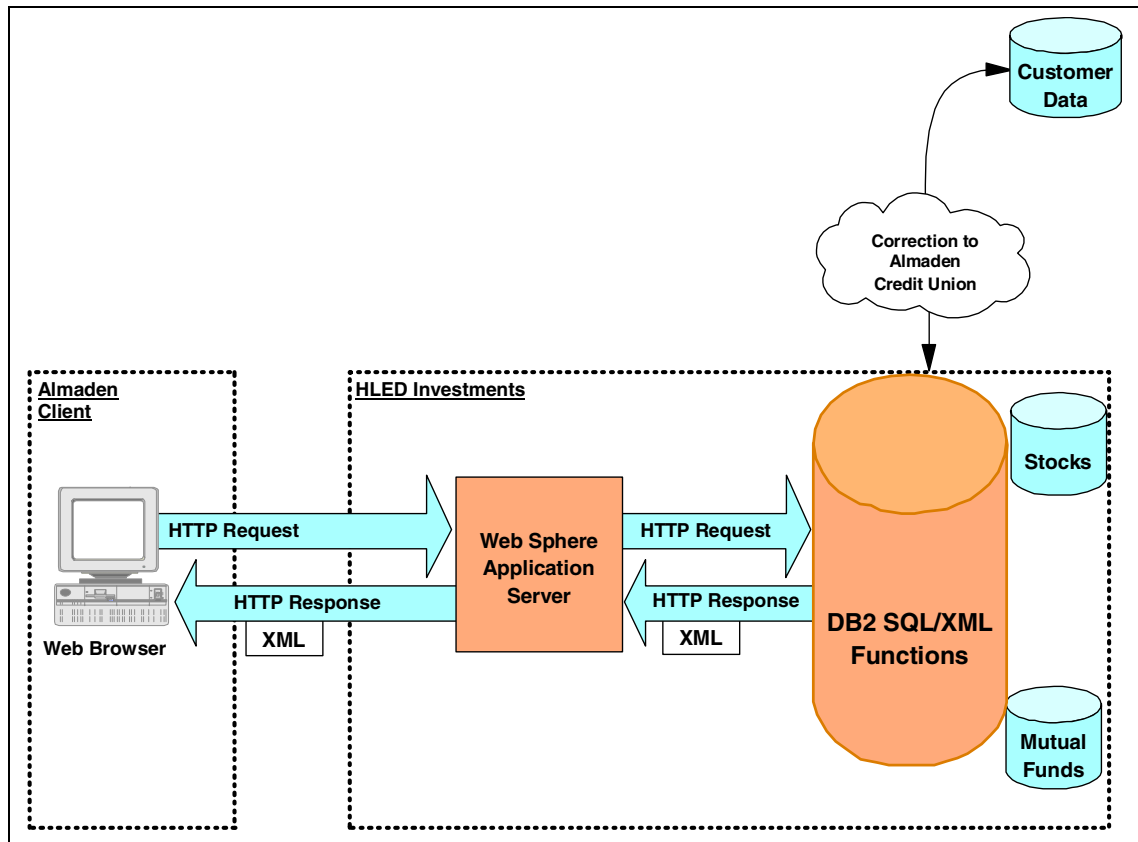 Customer
Data
Correction to
Almaden
Credit Union
Almaden
Client
HLED Investments
Stocks
HTTP Request
Web Sphere
Application
Server
HTTP Request
HTTP Response
XML
HTTP Response
XML
Web Browser
DB2 SQL/XML
Functions
Mutual
Funds